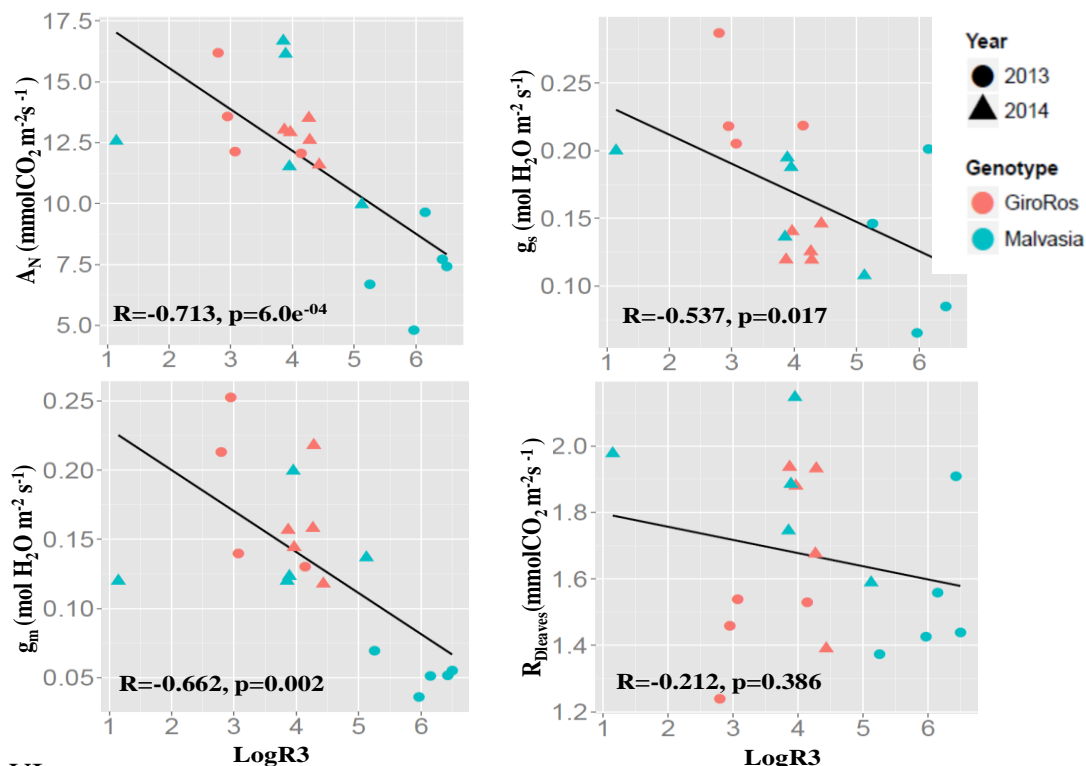 A_N (mmolCO₂ m⁻²s⁻¹)
17.5
15.0
12.5
10.0
7.5
5.0
R=-0.713, p=6.0e⁻⁰⁴
1 2 3 4 5 6
g_s (mol H₂O m⁻² s⁻¹)
0.25
0.20
0.15
0.10
R=-0.537, p=0.017
1 2 3 4 5 6
Year
2013
2014
Genotype
GiroRos
Malvasia
g_m (mol H₂O m⁻² s⁻¹)
0.25
0.20
0.15
0.10
0.05
R=-0.662, p=0.002
1 2 3 4 5 6
LogR3
R_Dleaves(mmolCO₂ m⁻²s⁻¹)
2.0
1.8
1.6
1.4
1.2
R=-0.212, p=0.386
1 2 3 4 5 6
LogR3